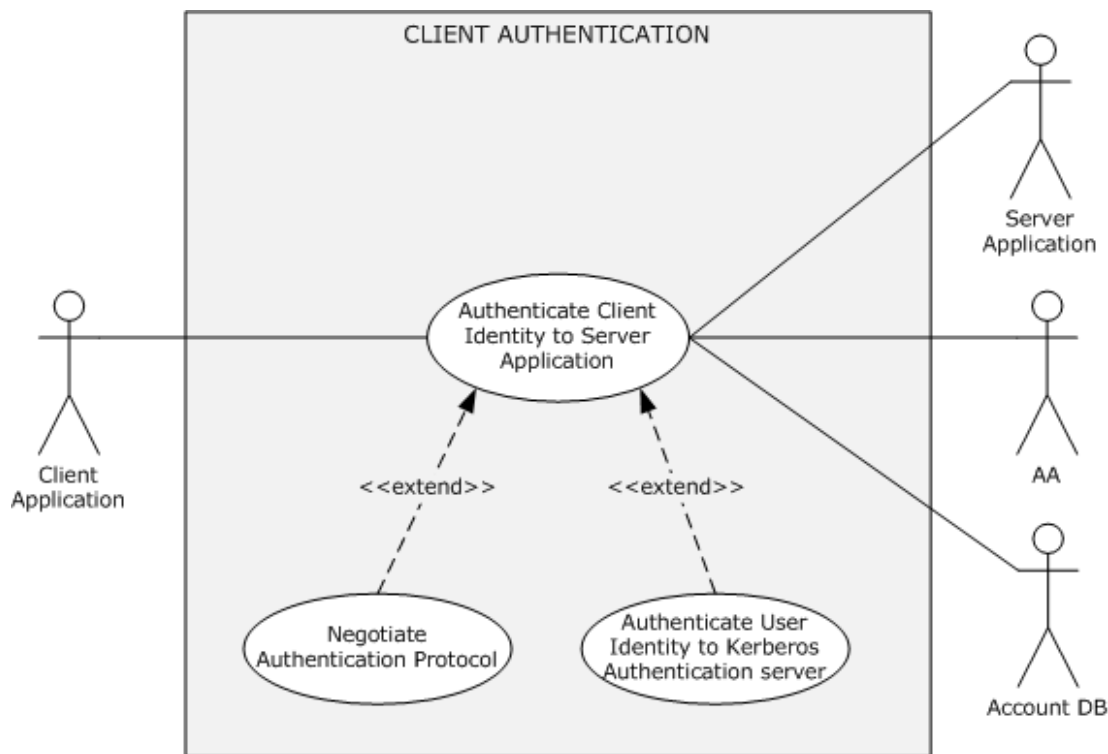 CLIENT AUTHENTICATION
Server
Application
Authenticate Client
Identity to Server
Application
Client
Application
AA
<<extend>>
<<extend>>
Negotiate
Authentication Protocol
Authenticate User
Identity to Kerberos
Authentication server
Account DB